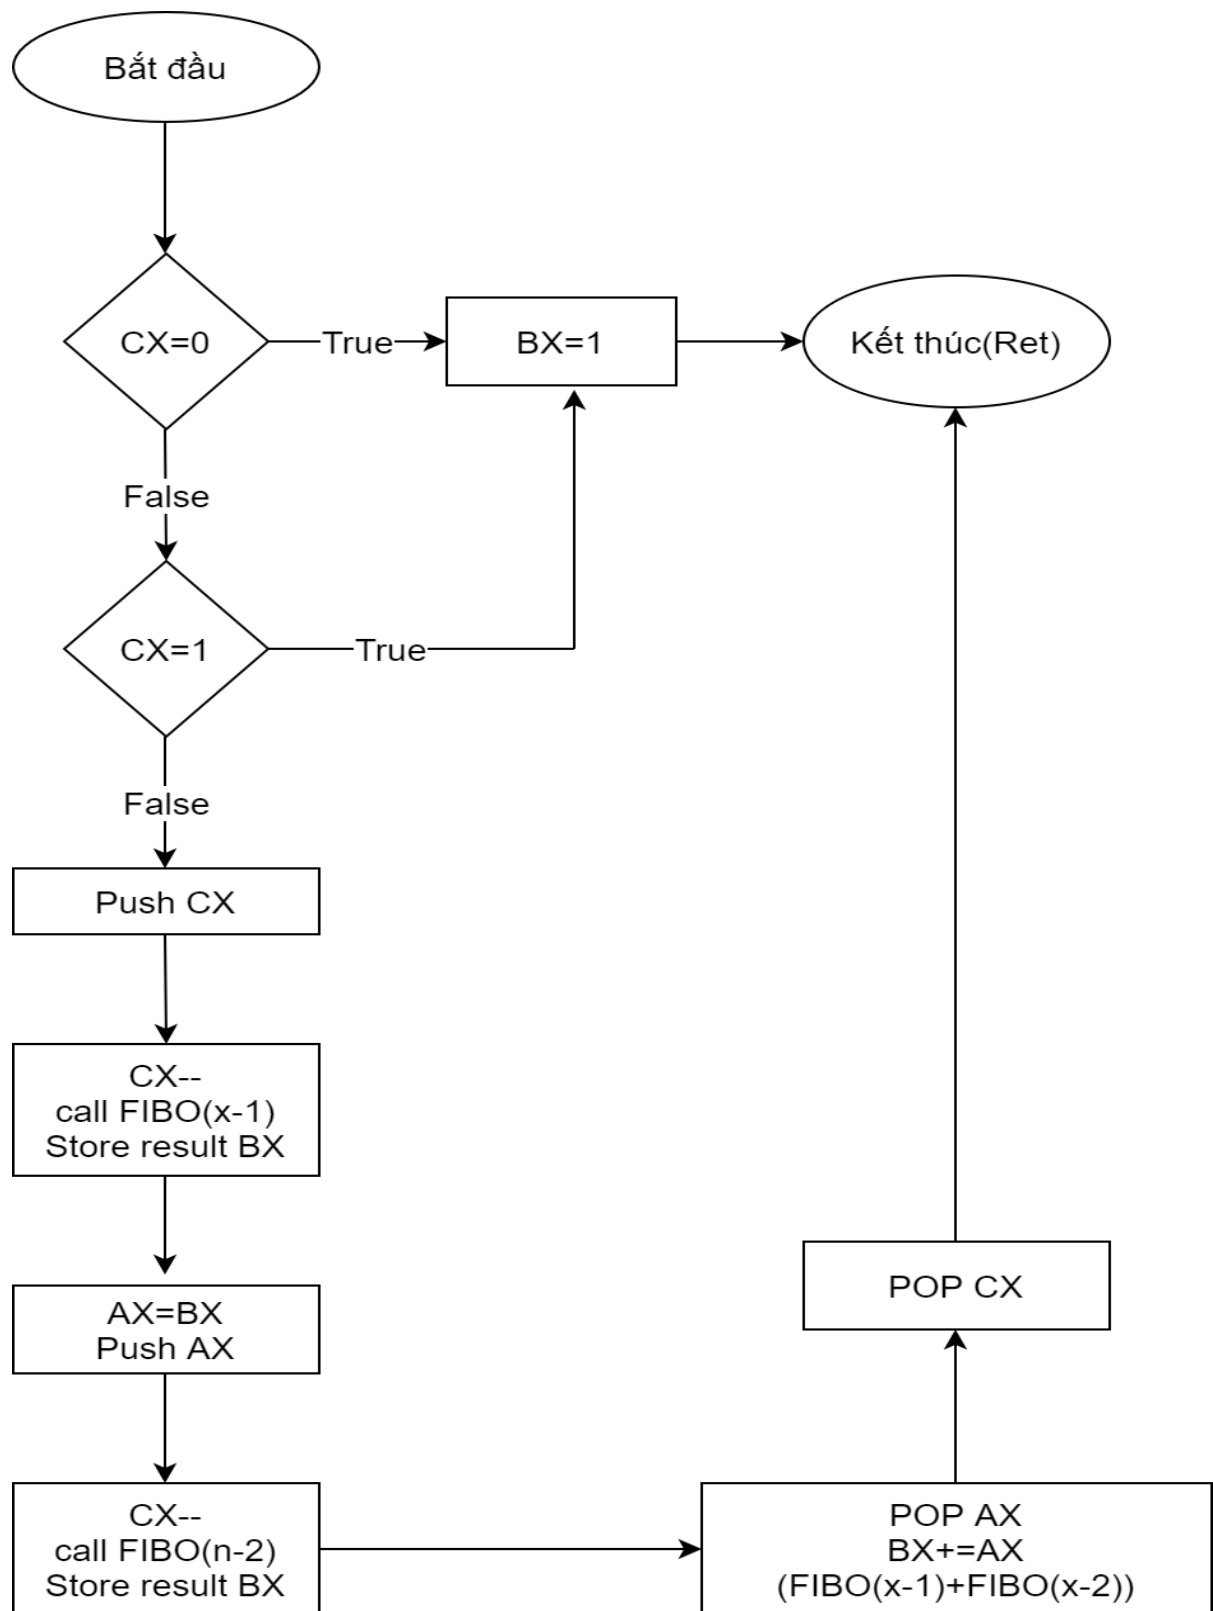 Bắt đầu
CX=0
True
BX=1
Kết thúc(Ret)
False
CX=1
True
False
Push CX
CX--
call FIBO(x-1)
Store result BX
AX=BX
Push AX
CX--
call FIBO(n-2)
Store result BX
POP AX
BX+=AX
(FIBO(x-1)+FIBO(x-2))
POP CX